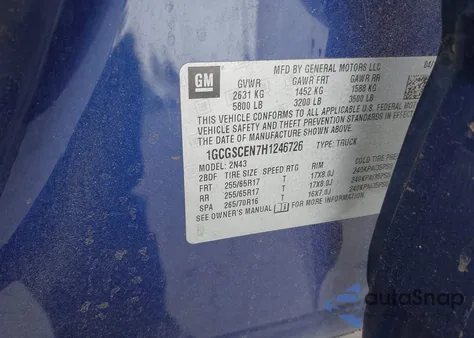 GM
MFD BY GENERAL MOTORS LLC
GVWR GAWR FRT GAWR RR
2631 KG 1452 KG 1588 KG
5800 LB 3200 LB 3500 LB
THIS VEHICLE CONFORMS TO ALL APPLICABLE U.S. FEDERAL
VEHICLE SAFETY AND THEFT PREVENTION STANDARDS IN EFFECT ON
THE DATE OF MANUFACTURE SHOWN ABOVE.
1GCGSCEN7H1246726 TYPE: TRUCK
MODEL: 2N43
2BDF TIRE SIZE SPEED RTG RIM COLD TIRE
FRT 255/65R17 17X8.0J
RR 255/65R17 17X8.0J
SPA 265/70R16 16X7.0J
SEE OWNER'S MANUAL FOR MORE INFORMATION.
autoSnap